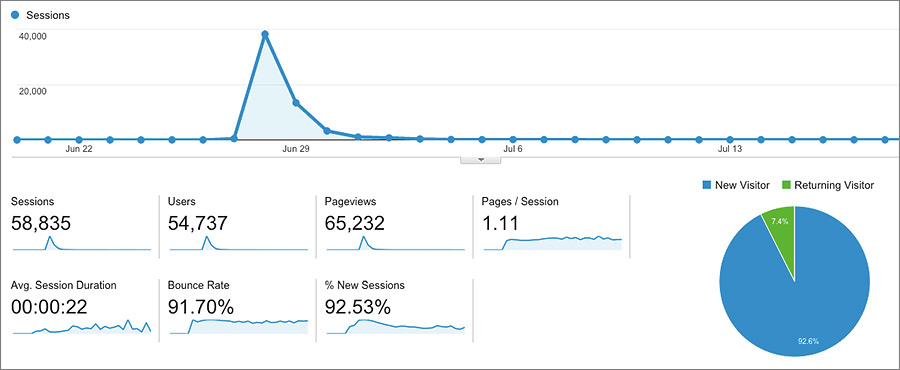 Sessions
40,000
20,000
Jun 22 Jun 29 Jul 6 Jul 13
New Visitor Returning Visitor
Sessions Users Pageviews Pages / Session
58,835 54,737 65,232 1.11
7.4%
Avg. Session Duration Bounce Rate % New Sessions
00:00:22 91.70% 92.53%
92.6%